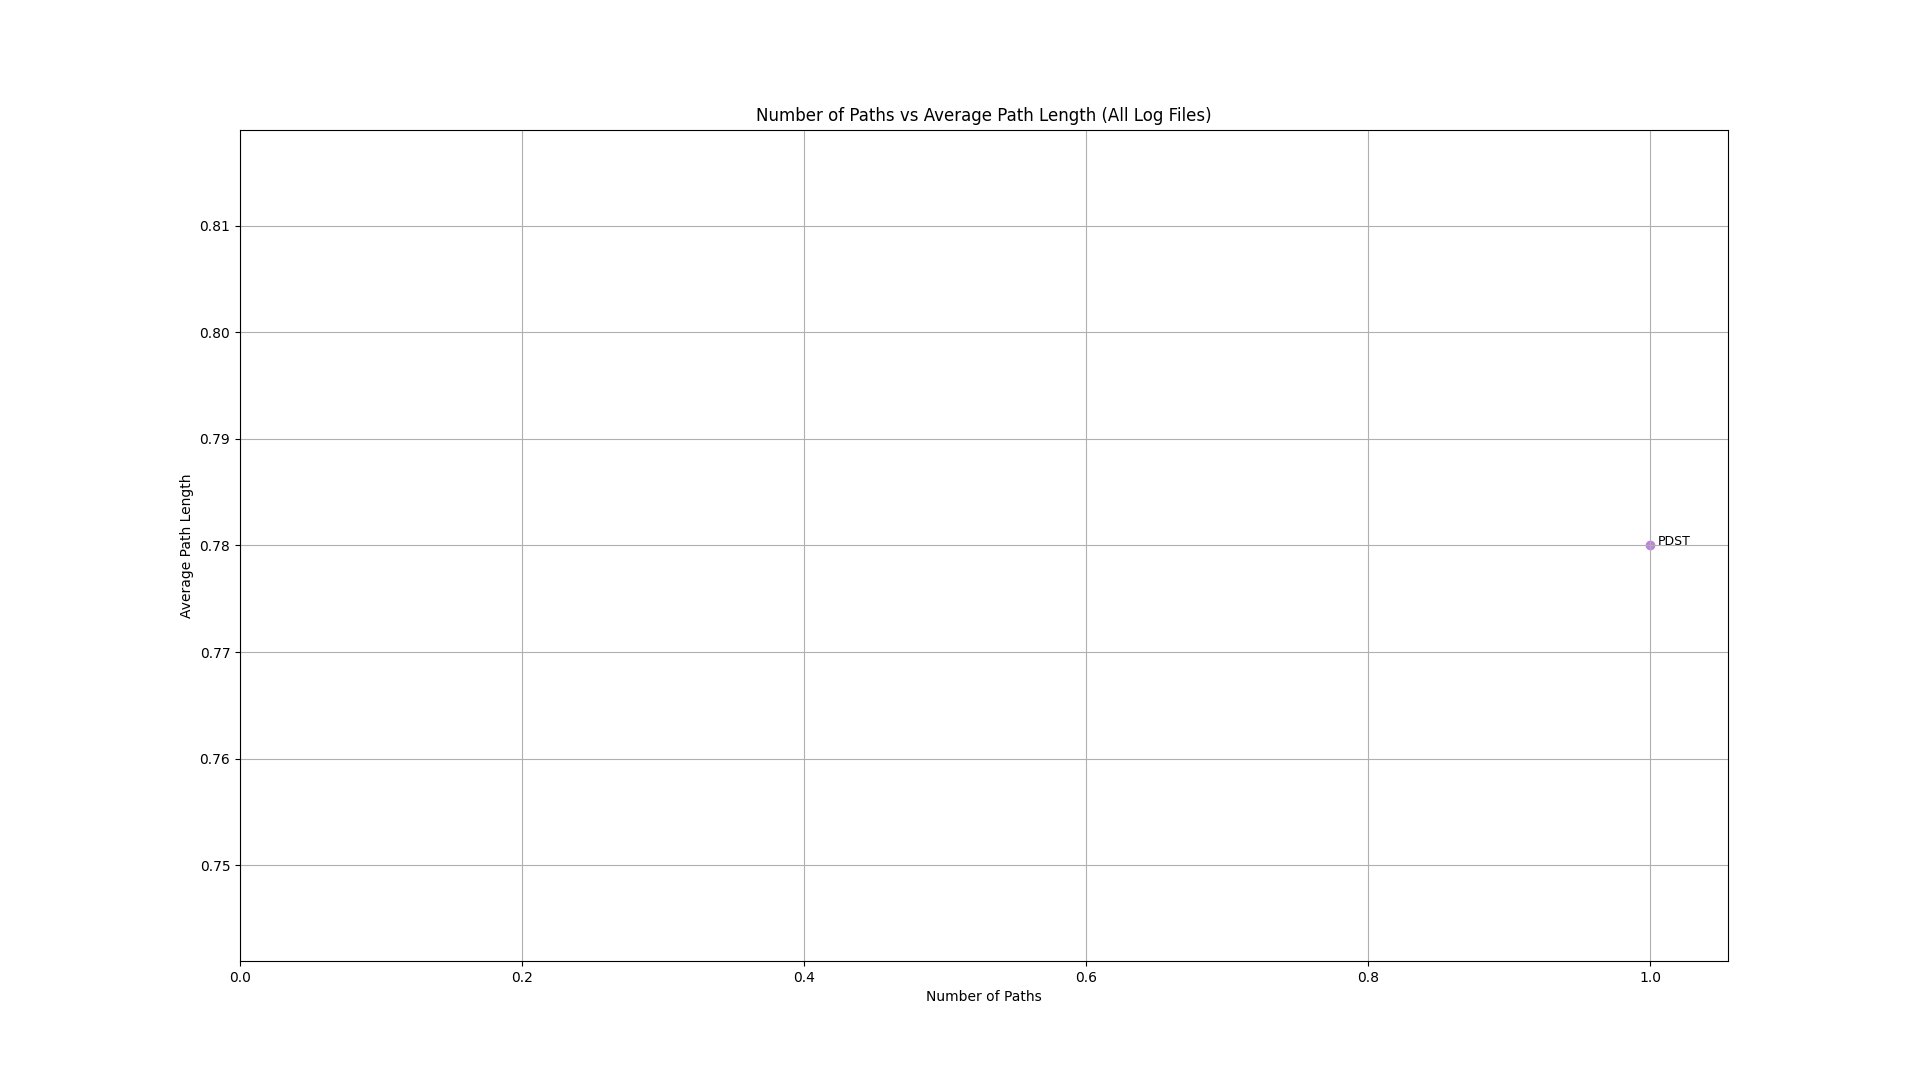 Number of Paths vs Average Path Length (All Log Files)
0.81
0.80
0.79
0.78
0.77
0.76
0.75
Average Path Length
PDST
0.0 0.2 0.4 0.6 0.8 1.0
Number of Paths